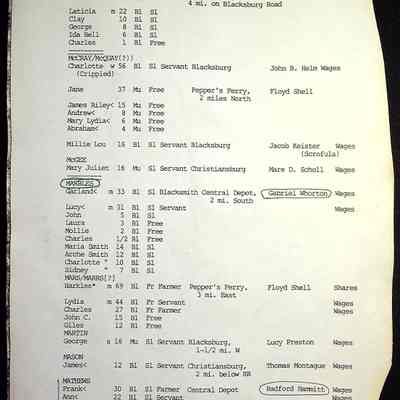 4 mi. on Blacksburg Road
Laticia m 22 Bl Sl
Clay 10 Bl Sl
George 8 Bl Sl
Ida Bell 6 Bl Sl
Charles 1 Bl Free
McCRAY/McQUAY(?))
Charlotte w 56 Bl Sl Servant Blacksburg John B. Helm Wages
(Crippled)
Jane 37 Mu Free Pepper's Ferry, Floyd Shell
2 miles North
James Riley< 15 Mu Free
Andrew< 8 Mu Free
Mary Lydia< 6 Mu Free
Abraham< 4 Mu Free
Millie Lou 16 Bl Sl Servant Blacksburg Jacob Keister Wages
(Scrofula)
McGEE
Mary Juliet 16 Mu Sl Servant Christiansburg Mare D. Scholl Wages
MANBLES
Garland< m 33 Bl Sl Blacksmith Central Depot, Gabriel Whorton Wages
2 mi. South
Lucy< m 31 Bl Sl Servant Wages
John 5 Bl Sl
Laura 3 Bl Free
Mollie 2 Bl Free
Charles 1/2 Bl Free
Maria Smith 14 Bl Sl
Arche Smith 12 Bl Sl
Charlotte " 10 Bl Sl
Sidney " 7 Bl Sl
MARS/MARRS[?]
Harkles* m 69 Bl Fr Farmer Pepper's Ferry, Floyd Shell Shares
3 mi. East
Lydia m 44 Bl Fr Servant Wages
Charles 27 Bl Fr Farmer Wages
John C. 15 Bl Free
Giles 12 Bl Free
MARTIN
George s 16 Mu Sl Servant Blacksburg, Lucy Preston Wages
1-1/2 mi. W
MASON
James< 12 Bl Sl Servant Christiansburg, Thomas Montague Wages
2 mi. below RR
MATHEWS
Frank< 30 Bl Sl Farmer Central Depot Radford Hammitt Wages
Ann< 22 Bl Sl Servant Wages